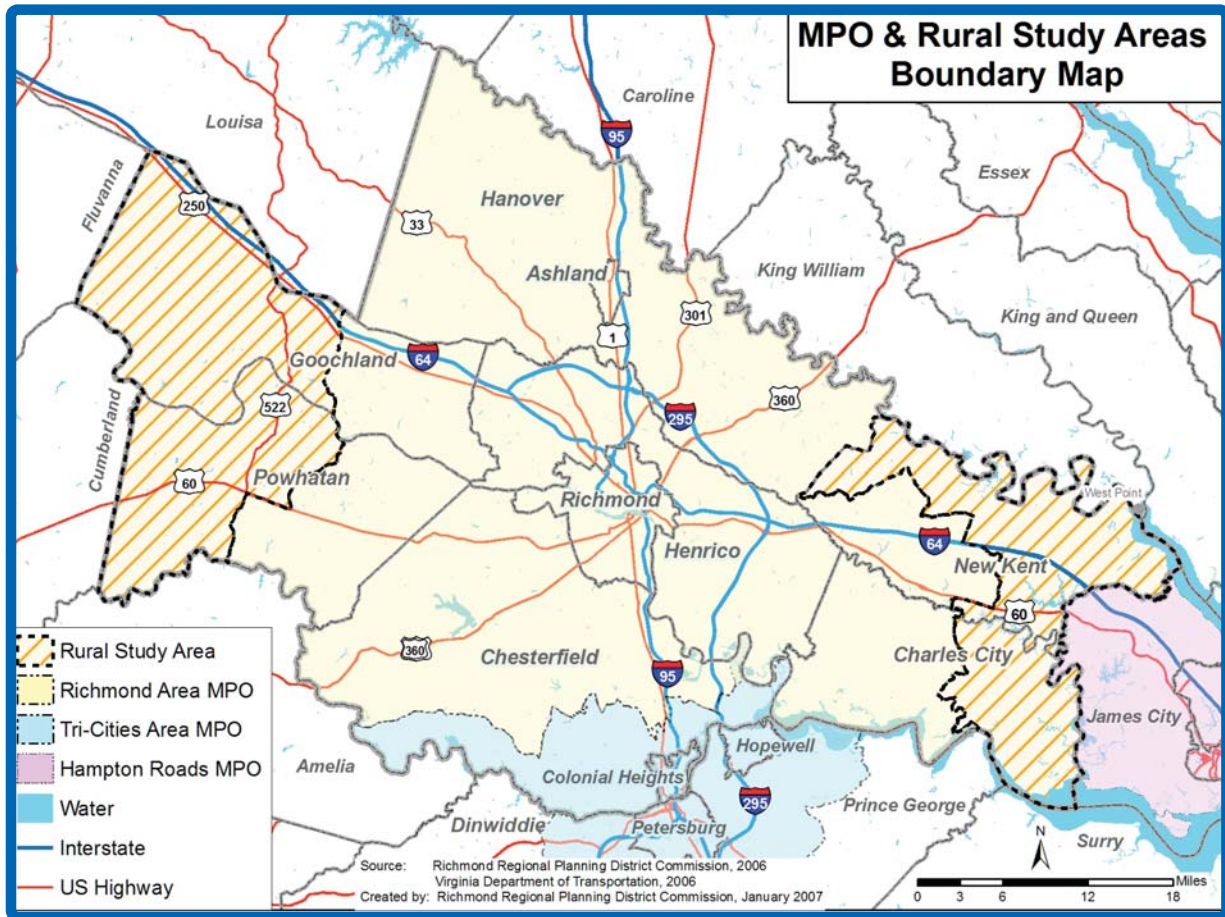 MPO & Rural Study Areas
Boundary Map
Caroline
Louisa
95
Essex
Fluvanna
250
Hanover
33
Ashland
King William
301
King and Queen
1
Goochland
64
Cumberland
522
295
360
60
Powhatan
Richmond
West Point
Henrico
64
New Kent
60
360
Chesterfield
95
Charles City
James City
Hopewell
Amelia
Colonial Heights
295
Prince George
Dinwiddie
Petersburg
Surry
Rural Study Area
Richmond Area MPO
Tri-Cities Area MPO
Hampton Roads MPO
Water
Interstate
US Highway
Source: Richmond Regional Planning District Commission, 2006
Virginia Department of Transportation, 2006
Created by: Richmond Regional Planning District Commission, January 2007
N
Miles
0 3 6 12 18